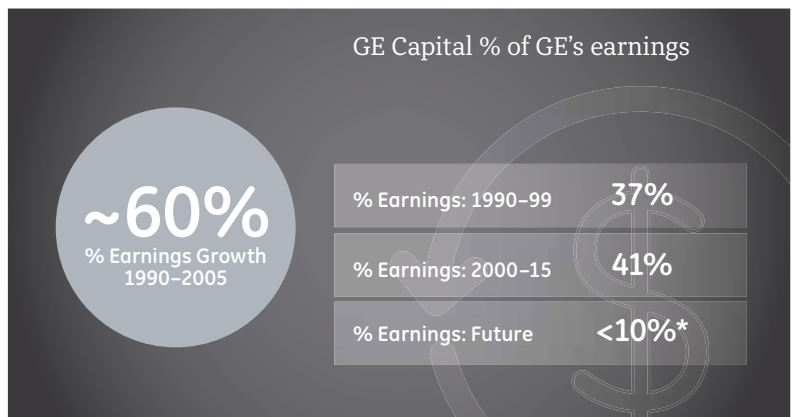 GE Capital % of GE's earnings
~60%
% Earnings Growth
1990–2005
% Earnings: 1990–99 37%
% Earnings: 2000–15 41%
% Earnings: Future <10%*